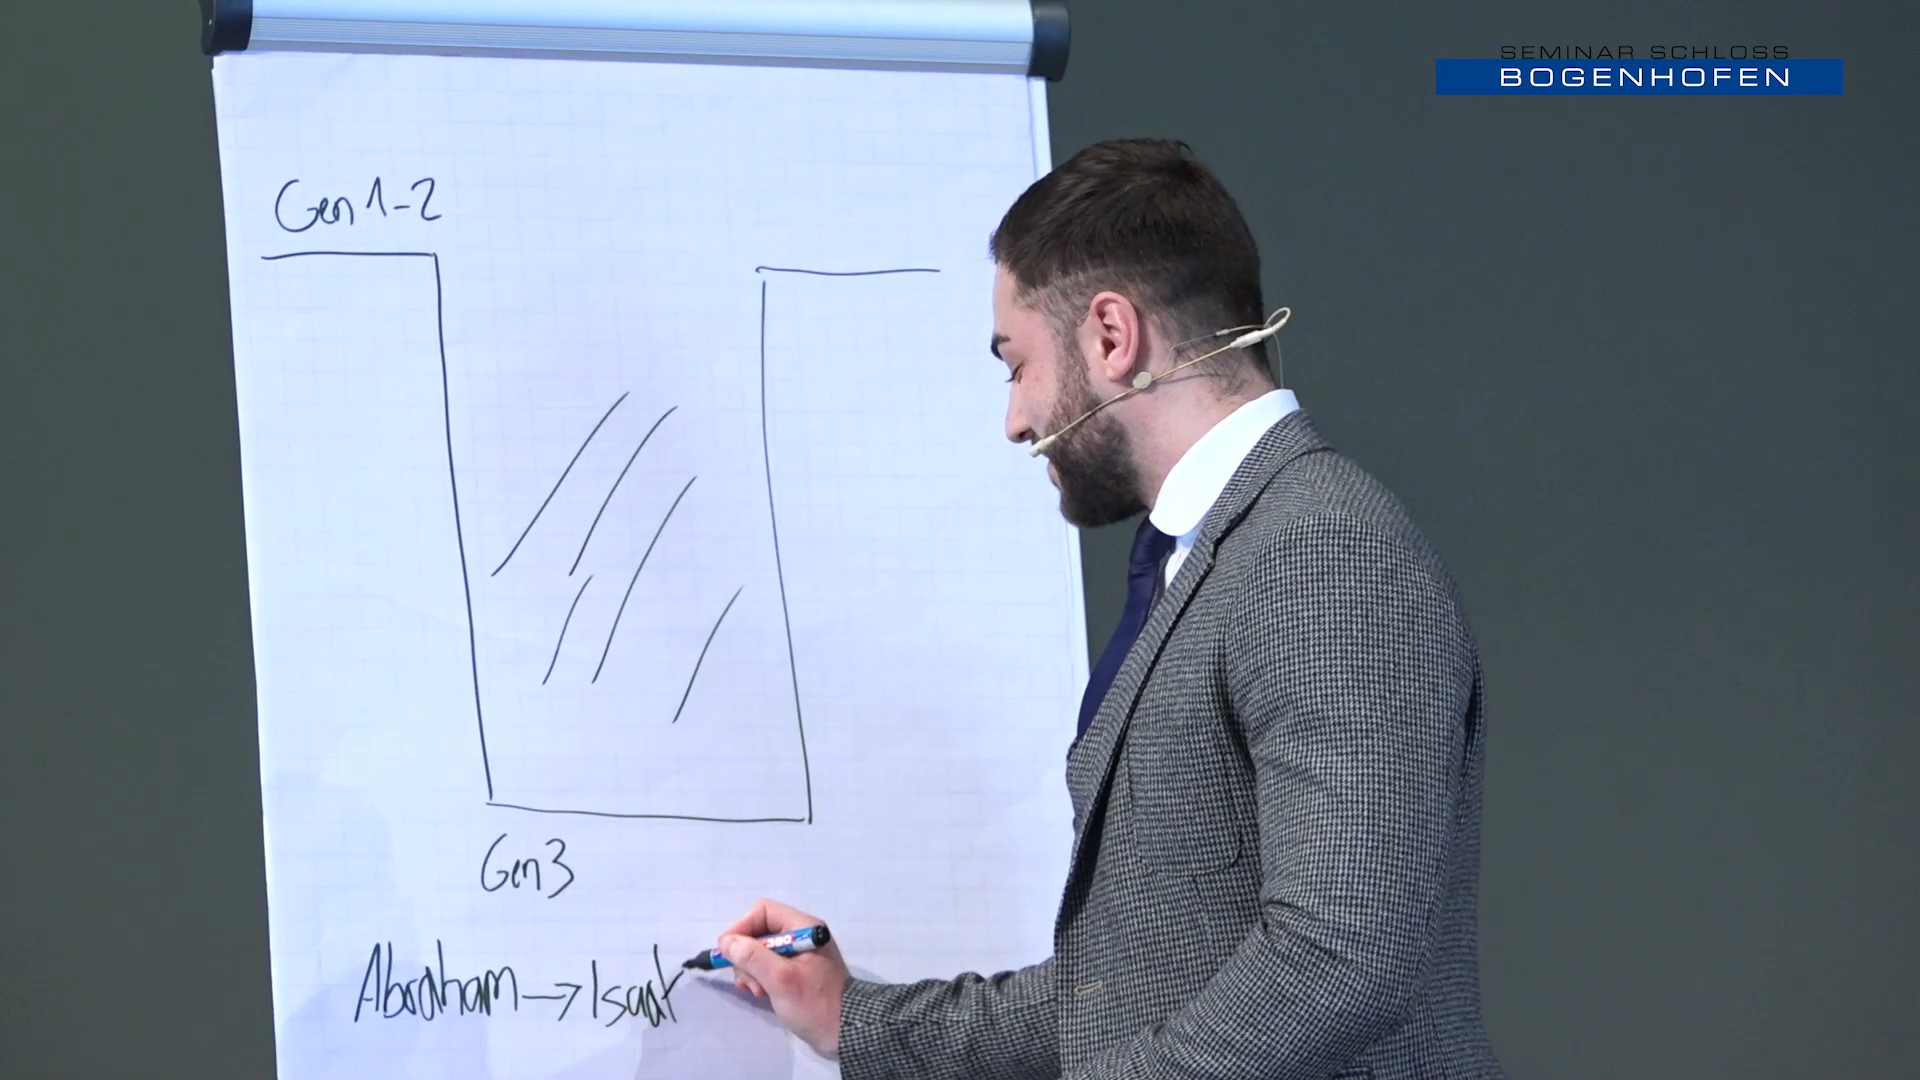 SEMINAR SCHLOSS
BOGENHOFEN
Gen 1-2
Gen 3
Abraham → Isaak